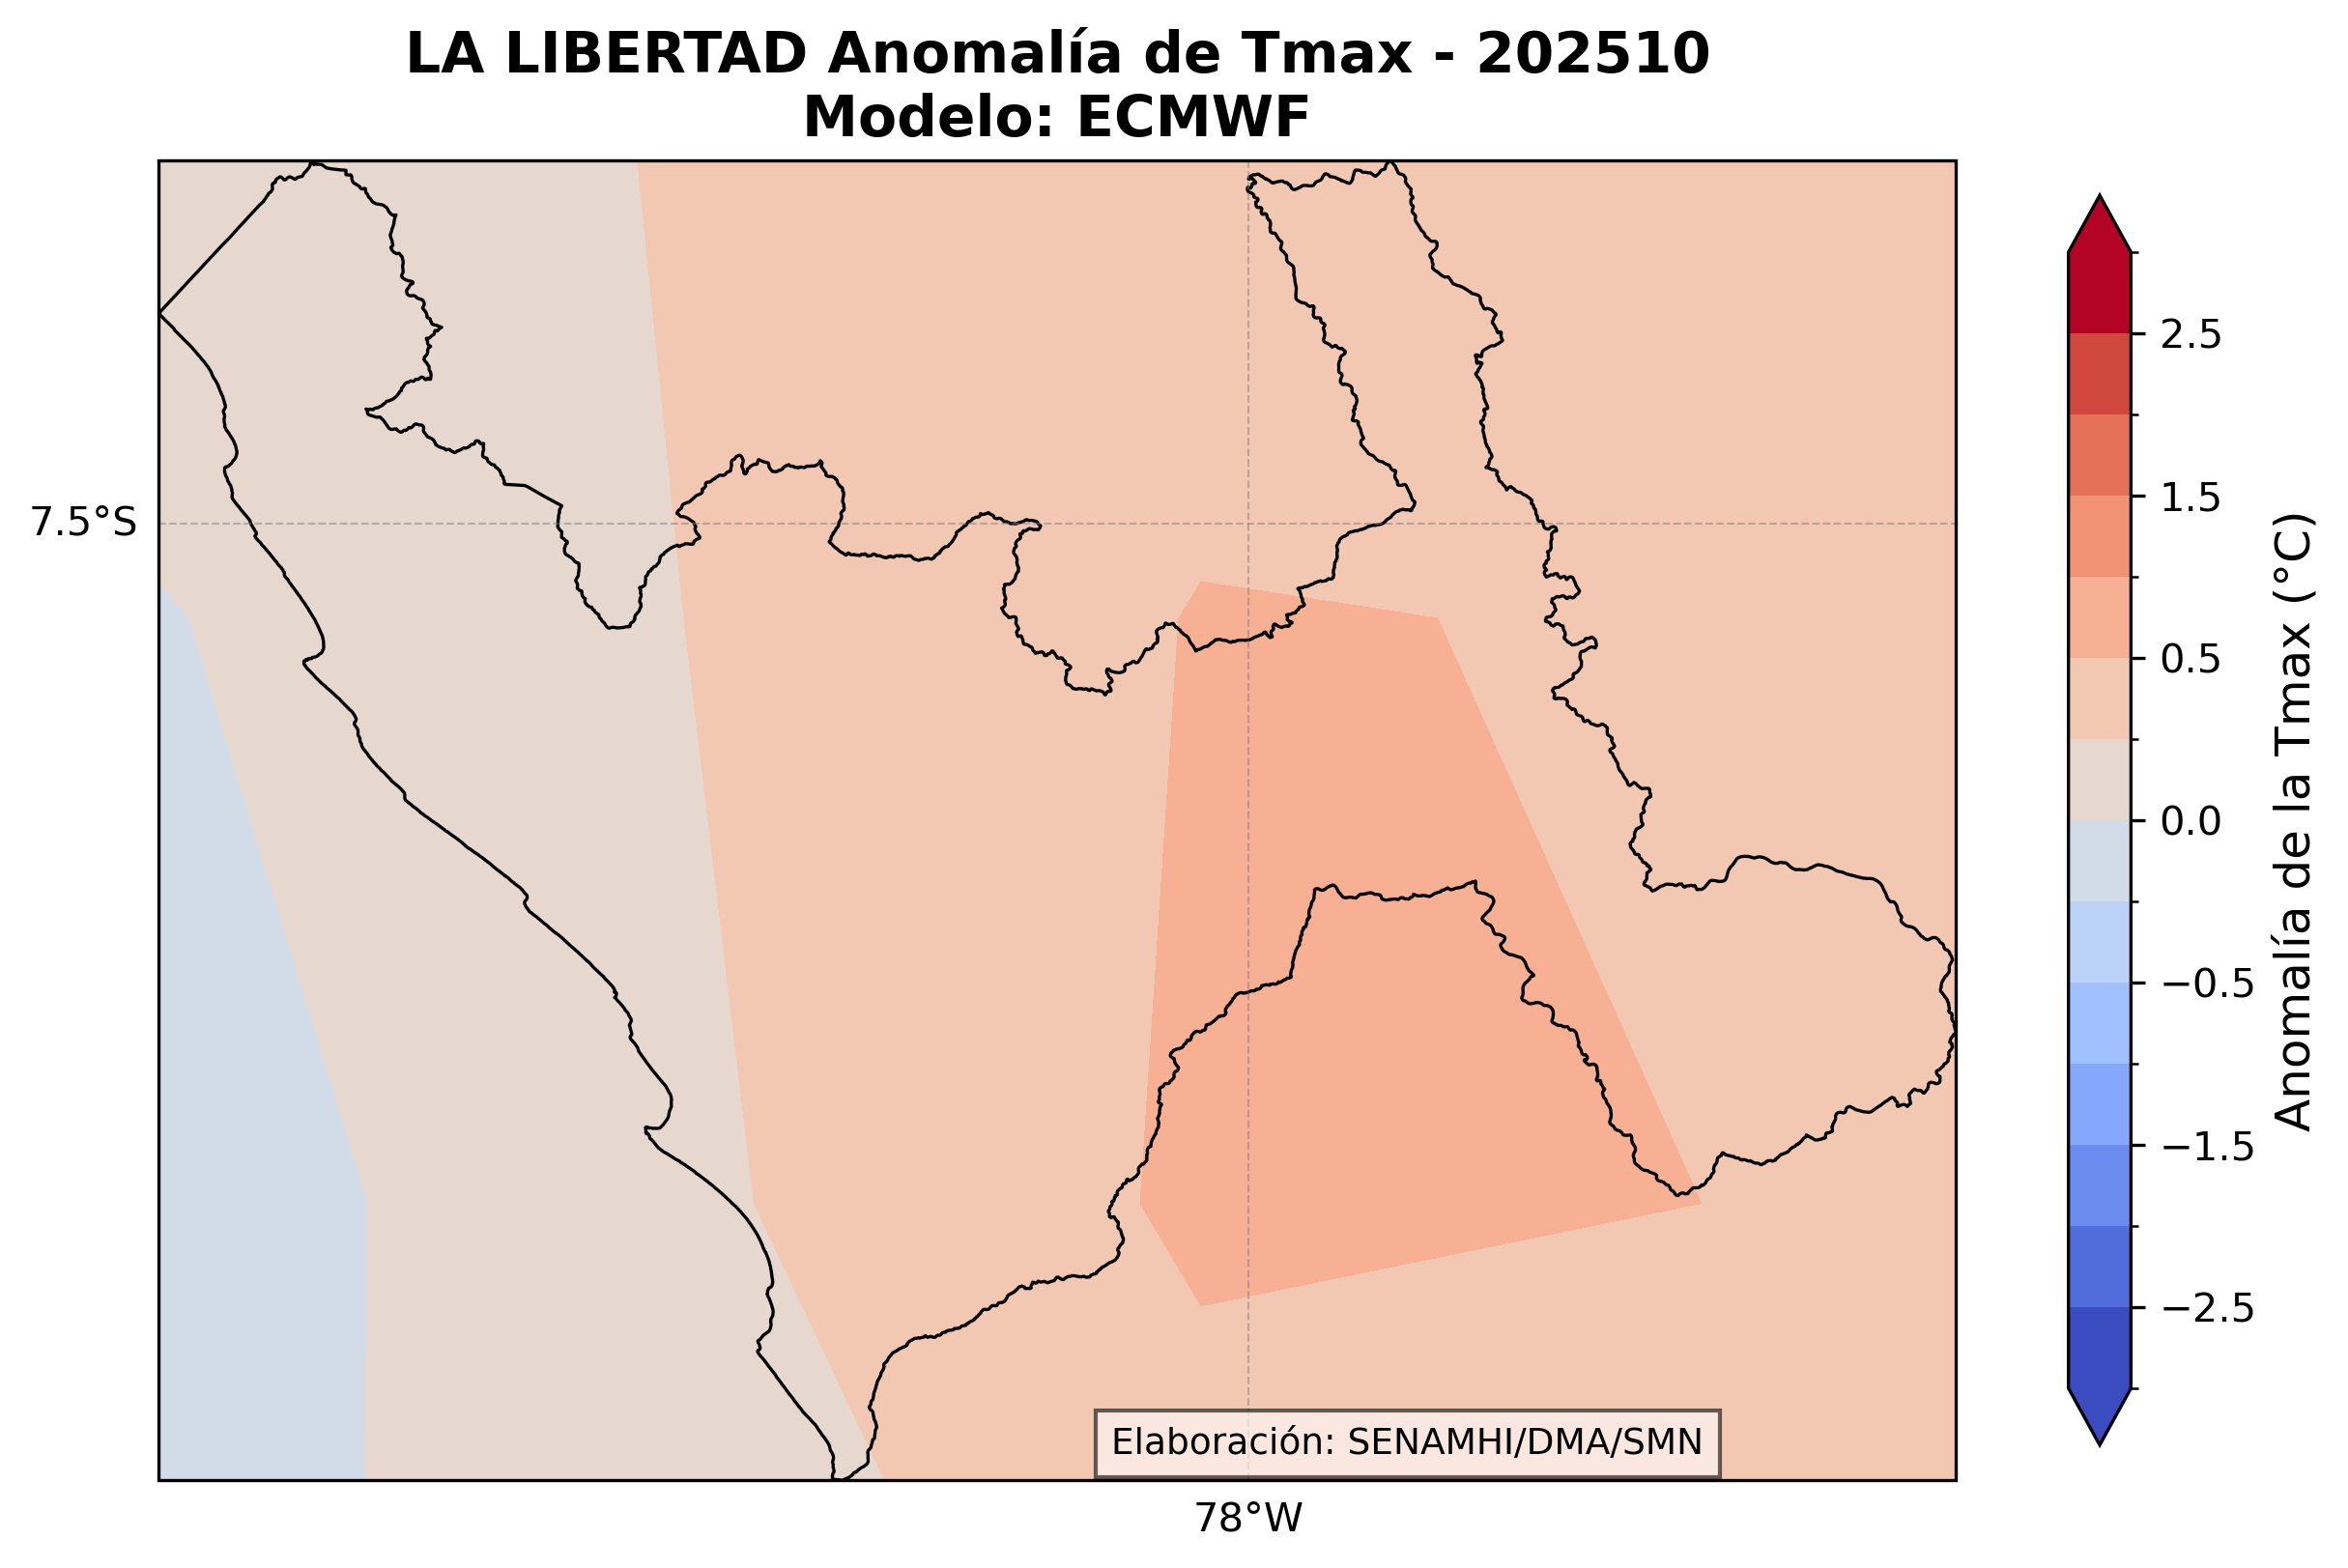 LA LIBERTAD Anomalía de Tmax - 202510
Modelo: ECMWF
7.5°S
78°W
Elaboración: SENAMHI/DMA/SMN
2.5
1.5
0.5
0.0
−0.5
−1.5
−2.5
Anomalía de la Tmax (°C)